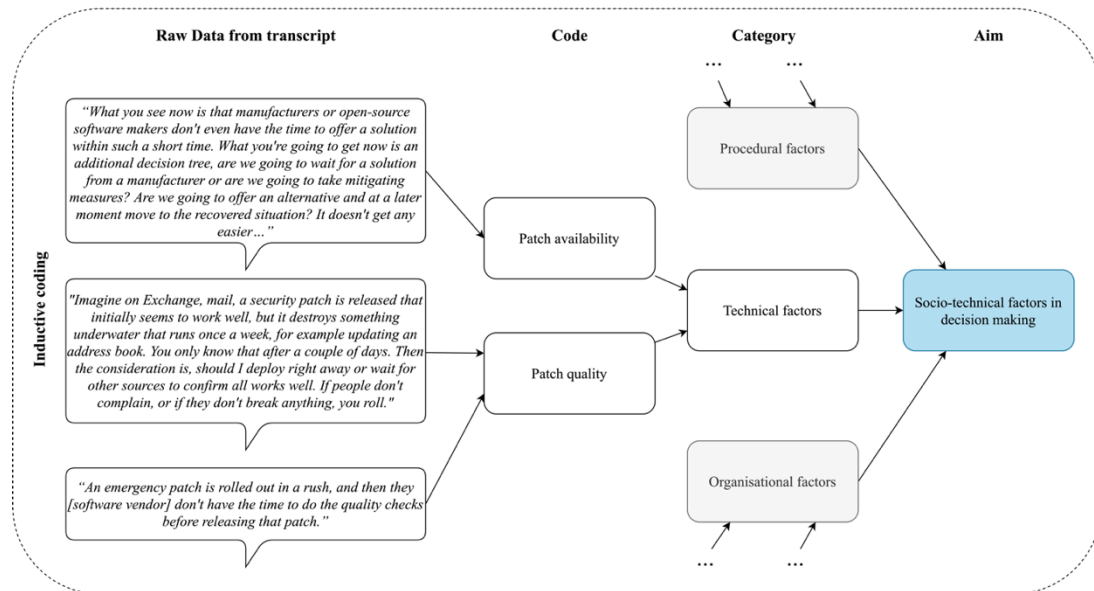 Raw Data from transcript
Code
Category
Aim
Inductive coding
“What you see now is that manufacturers or open-source
software makers don't even have the time to offer a solution
within such a short time. What you're going to get now is an
additional decision tree, are we going to wait for a solution
from a manufacturer or are we going to take mitigating
measures? Are we going to offer an alternative and at a later
moment move to the recovered situation? It doesn't get any
easier…”
"Imagine on Exchange, mail, a security patch is released that
initially seems to work well, but it destroys something
underwater that runs once a week, for example updating an
address book. You only know that after a couple of days. Then
the consideration is, should I deploy right away or wait for
other sources to confirm all works well. If people don't
complain, or if they don't break anything, you roll."
“An emergency patch is rolled out in a rush, and then they
[software vendor] don't have the time to do the quality checks
before releasing that patch.”
Patch availability
Patch quality
...
...
Procedural factors
Technical factors
Organisational factors
...
...
Socio-technical factors in
decision making